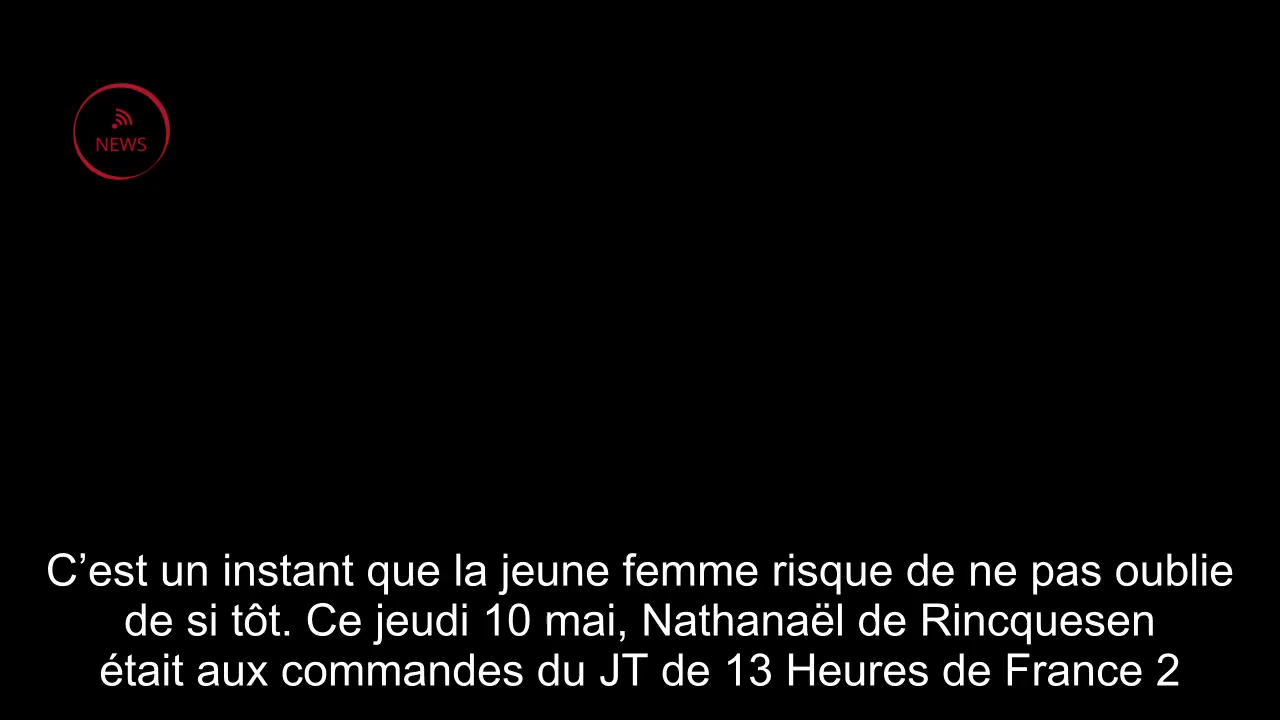 NEWS
C’est un instant que la jeune femme risque de ne pas oublie
de si tôt. Ce jeudi 10 mai, Nathanaël de Rincquesen
était aux commandes du JT de 13 Heures de France 2